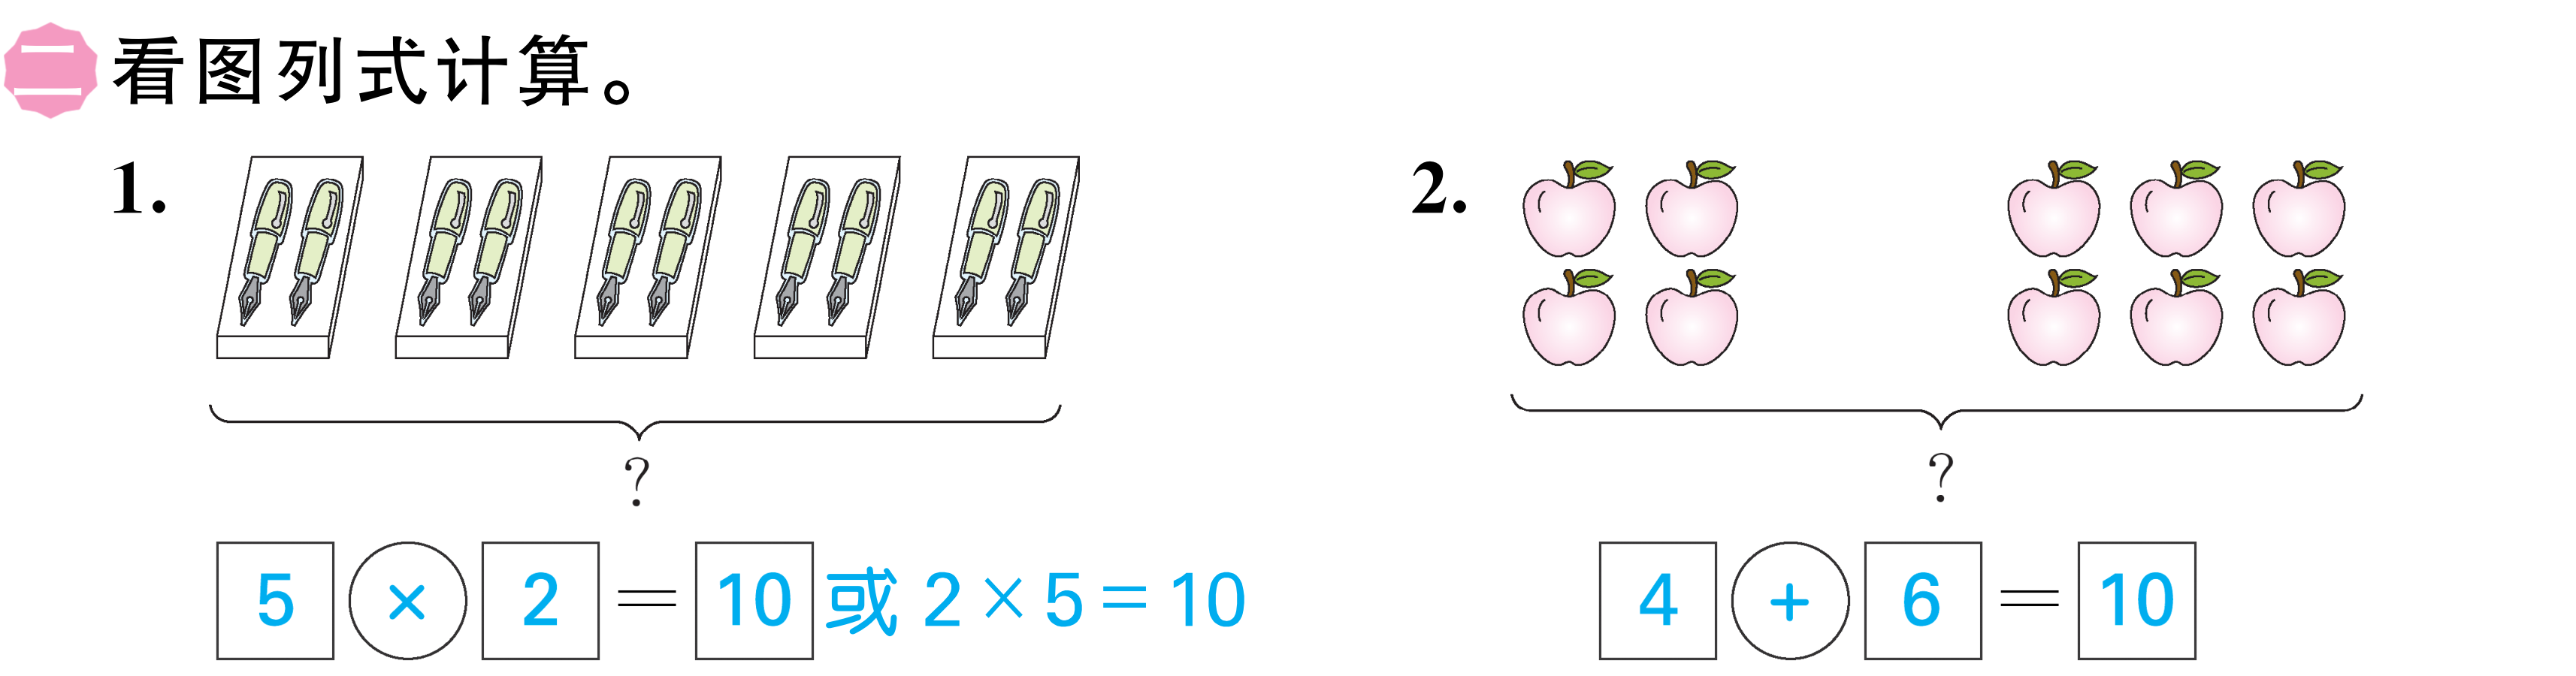 二 看图列式计算。
1.
2.
?
?
5 × 2 = 10 或 2 × 5 = 10
4 + 6 = 10